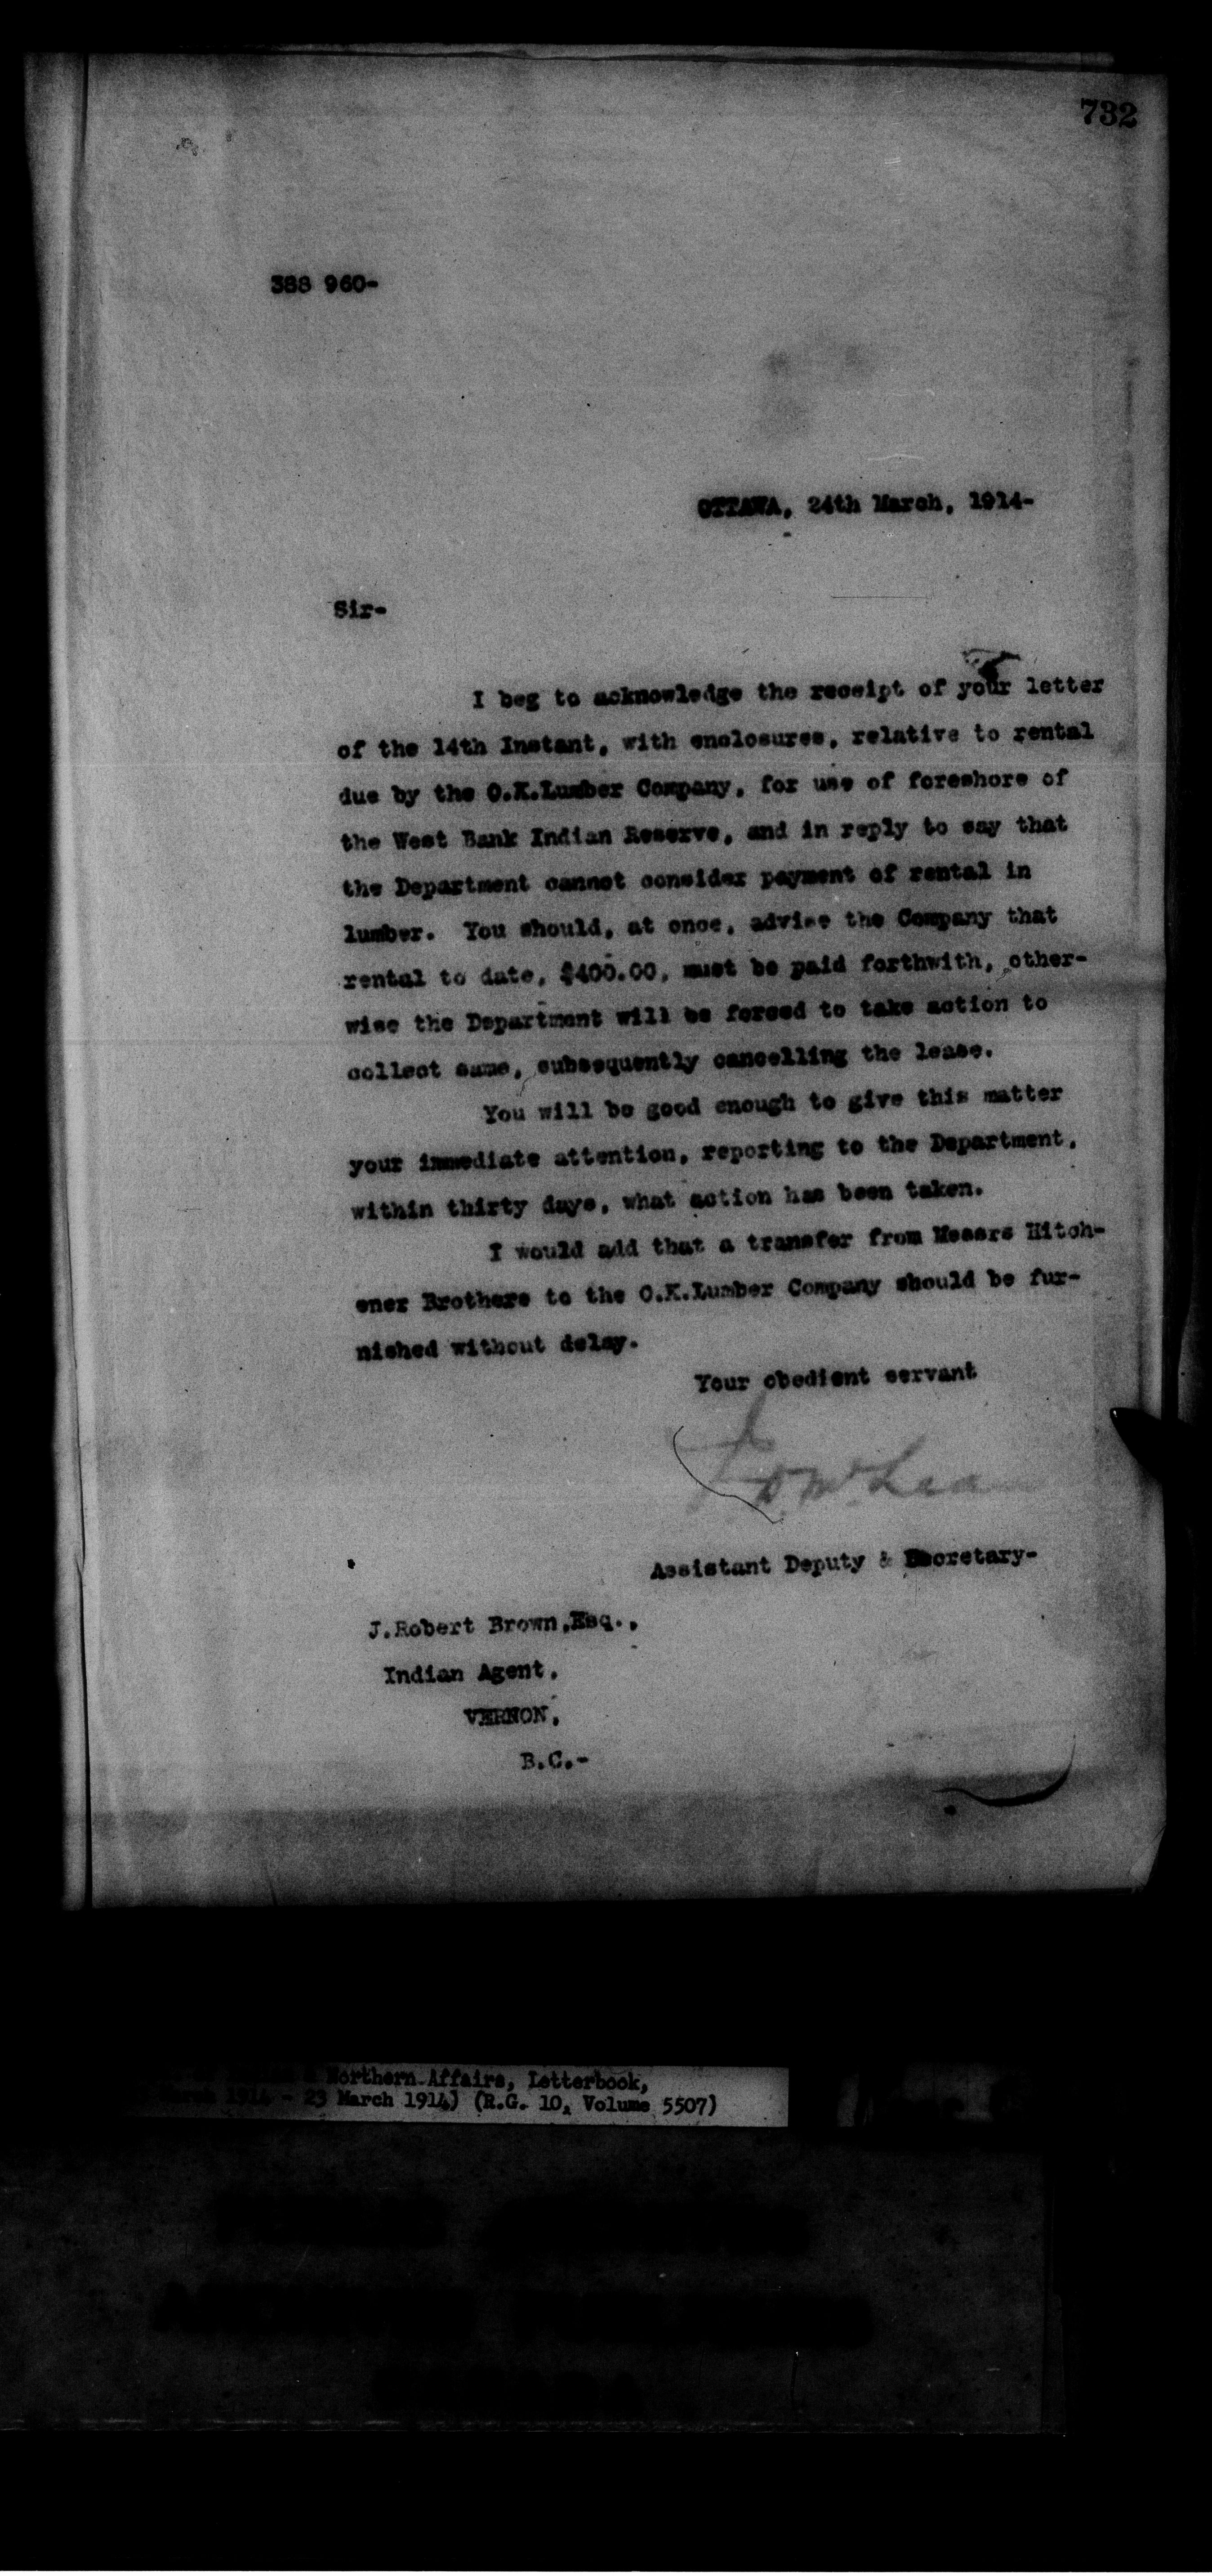 732
388 960-
OTTAWA, 24th March, 1914-
Sir-
I beg to acknowledge the receipt of your letter
of the 14th Instant, with enclosures, relative to rental
due by the O.K.Lumber Company, for use of foreshore of
the West Bank Indian Reserve, and in reply to say that
the Department cannot consider payment of rental in
lumber. You should, at once, advise the Company that
rental to date, $400.00, must be paid forthwith, other-
wise the Department will be forced to take action to
collect same, subsequently cancelling the lease.
You will be good enough to give this matter
your immediate attention, reporting to the Department,
within thirty days, what action has been taken.
I would add that a transfer from Messrs Hitch-
ener Brothers to the O.K.Lumber Company should be fur-
nished without delay.
Your obedient servant
J.D. McLean
Assistant Deputy & Secretary-
J.Robert Brown,Esq.,
Indian Agent,
VERNON,
B.C.-
Northern Affairs, Letterbook,
March 1914 - 23 March 1914) (R.G. 10, Volume 5507)